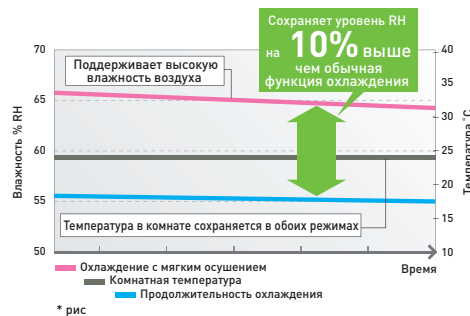 Сохраняет уровень RH
на 10% выше
чем обычная
функция охлаждения
70
65
60
55
50
Влажность % RH
40
35
30
25
20
15
10
Температура °C
Поддерживает высокую
влажность воздуха
Температура в комнате сохраняется в обоих режимах
Время
Охлаждение с мягким осушением
Комнатная температура
Продолжительность охлаждения
* рис